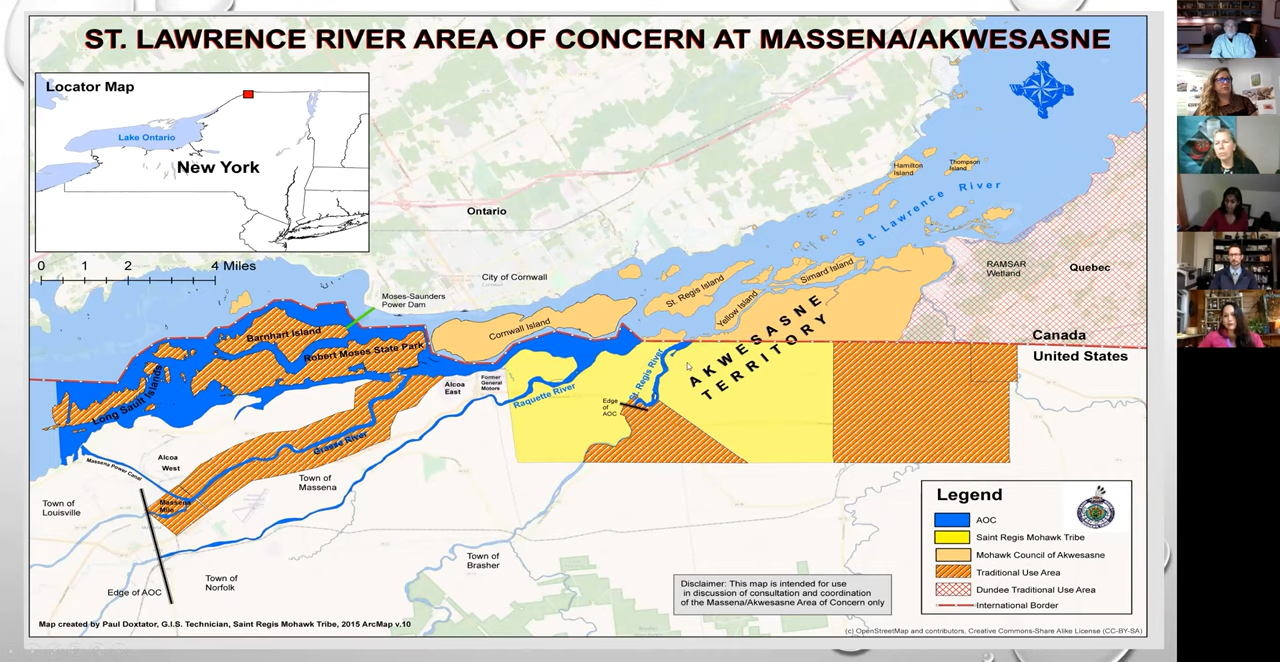 ST. LAWRENCE RIVER AREA OF CONCERN AT MASSENA/AKWESASNE
Locator Map
Lake Ontario
New York
0 1 2 4 Miles
Ontario
City of Cornwall
Moses-Saunders
Power Dam
Hamilton
Island
Thompson
Island
St. Lawrence River
RAMSAR
Wetland
Quebec
Canada
United States
St. Regis Island
Yellow Island
Simard Island
Cornwall Island
Barnhart Island
Robert Moses State Park
Long Sault Islands
AKWESASNE
TERRITORY
Alcoa
East
Former
General
Motors
Raquette River
St. Regis River
Edge
of
AOC
Grasse River
Massena Power Canal
Alcoa
West
Massena
Mile
Town of
Louisville
Town of
Massena
Town of
Brasher
Town of
Norfolk
Edge of AOC
Legend
AOC
Saint Regis Mohawk Tribe
Mohawk Council of Akwesasne
Traditional Use Area
Dundee Traditional Use Area
International Border
Disclaimer: This map is intended for use
in discussion of consultation and coordination
of the Massena/Akwesasne Area of Concern only
Map created by Paul Doxtator, G.I.S. Technician, Saint Regis Mohawk Tribe, 2015 ArcMap v.10
(c) OpenStreetMap and contributors, Creative Commons-Share Alike License (CC-BY-SA)